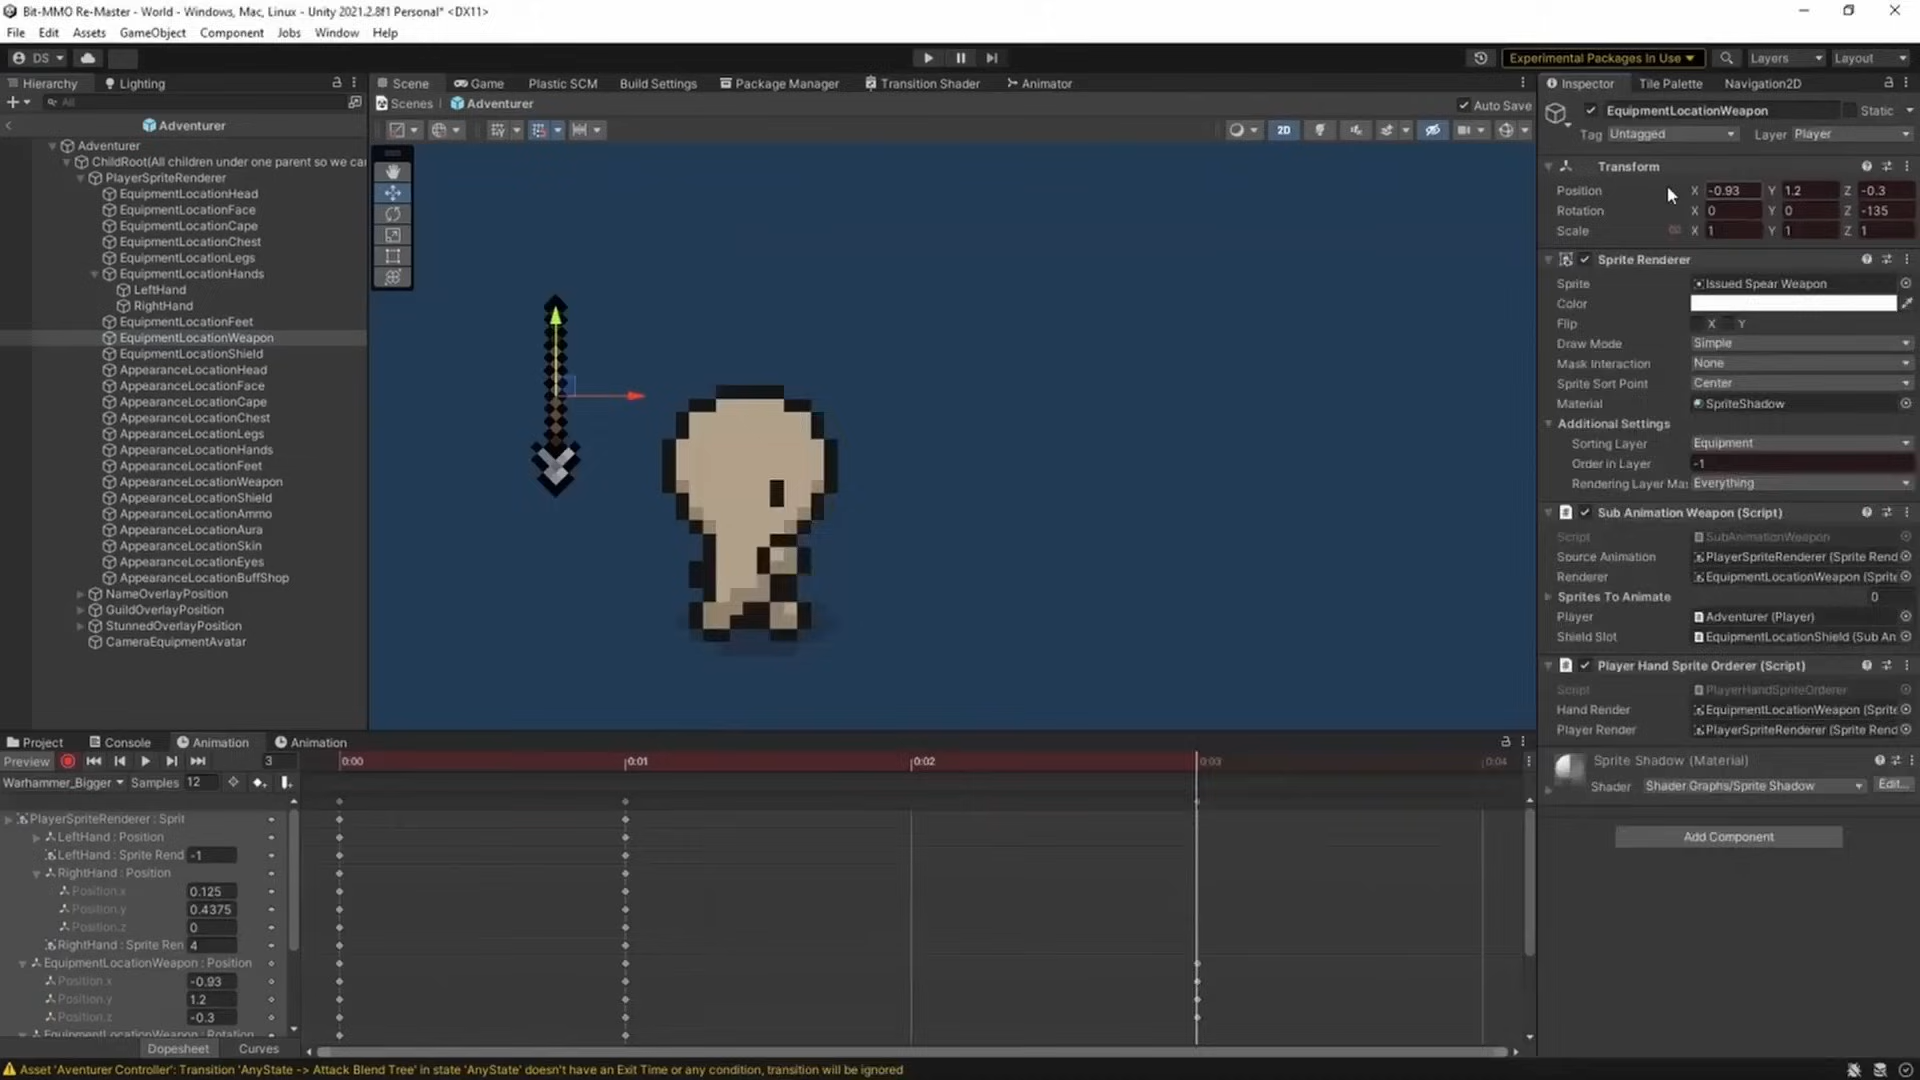 Bit-MMO Re-Master - World - Windows, Mac, Linux - Unity 2021.2.8f1 Personal* <DX11>
File Edit Assets GameObject Component Jobs Window Help
DS Experimental Packages In Use Layers Layout
Hierarchy Lighting Scene Game Plastic SCM Build Settings Package Manager Transition Shader Animator Inspector Tile Palette Navigation2D
All
Scenes Adventurer Auto Save
2D
Adventurer
Adventurer
ChildRoot(All children under one parent so we ca
PlayerSpriteRenderer
EquipmentLocationHead
EquipmentLocationFace
EquipmentLocationCape
EquipmentLocationChest
EquipmentLocationLegs
EquipmentLocationHands
LeftHand
RightHand
EquipmentLocationFeet
EquipmentLocationWeapon
EquipmentLocationShield
AppearanceLocationHead
AppearanceLocationFace
AppearanceLocationCape
AppearanceLocationChest
AppearanceLocationLegs
AppearanceLocationHands
AppearanceLocationFeet
AppearanceLocationWeapon
AppearanceLocationShield
AppearanceLocationAmmo
AppearanceLocationAura
AppearanceLocationSkin
AppearanceLocationEyes
AppearanceLocationBuffShop
NameOverlayPosition
GuildOverlayPosition
StunnedOverlayPosition
CameraEquipmentAvatar
EquipmentLocationWeapon Static
Tag Untagged Layer Player
Transform
Position X -0.93 Y 1.2 Z -0.3
Rotation X 0 Y 0 Z -135
Scale X 1 Y 1 Z 1
Sprite Renderer
Sprite Issued Spear Weapon
Color
Flip X Y
Draw Mode Simple
Mask Interaction None
Sprite Sort Point Center
Material SpriteShadow
Additional Settings
Sorting Layer Equipment
Order in Layer -1
Rendering Layer Mas Everything
Sub Animation Weapon (Script)
Script SubAnimationWeapon
Source Animation PlayerSpriteRenderer (Sprite Rend
Renderer EquipmentLocationWeapon (Sprite
Sprites To Animate 0
Player Adventurer (Player)
Shield Slot EquipmentLocationShield (Sub An
Player Hand Sprite Orderer (Script)
Script PlayerHandSpriteOrderer
Hand Render EquipmentLocationWeapon (Sprite
Player Render PlayerSpriteRenderer (Sprite Rend
Sprite Shadow (Material)
Shader Shader Graphs/Sprite Shadow Edit...
Add Component
Project Console Animation Animation
Preview 3 0:00 0:01 0:02 0:03 0:04
Warhammer_Bigger Samples 12
PlayerSpriteRenderer : Sprit
LeftHand : Position
LeftHand : Sprite Rend -1
RightHand : Position
Position.x 0.125
Position.y 0.4375
Position.z 0
RightHand : Sprite Ren 4
EquipmentLocationWeapon : Position
Position.x -0.93
Position.y 1.2
Position.z -0.3
EquipmentLocationWeapon : Rotation
Dopesheet Curves
Asset 'Aventurer Controller': Transition 'AnyState -> Attack Blend Tree' in state 'AnyState' doesn't have an Exit Time or any condition, transition will be ignored